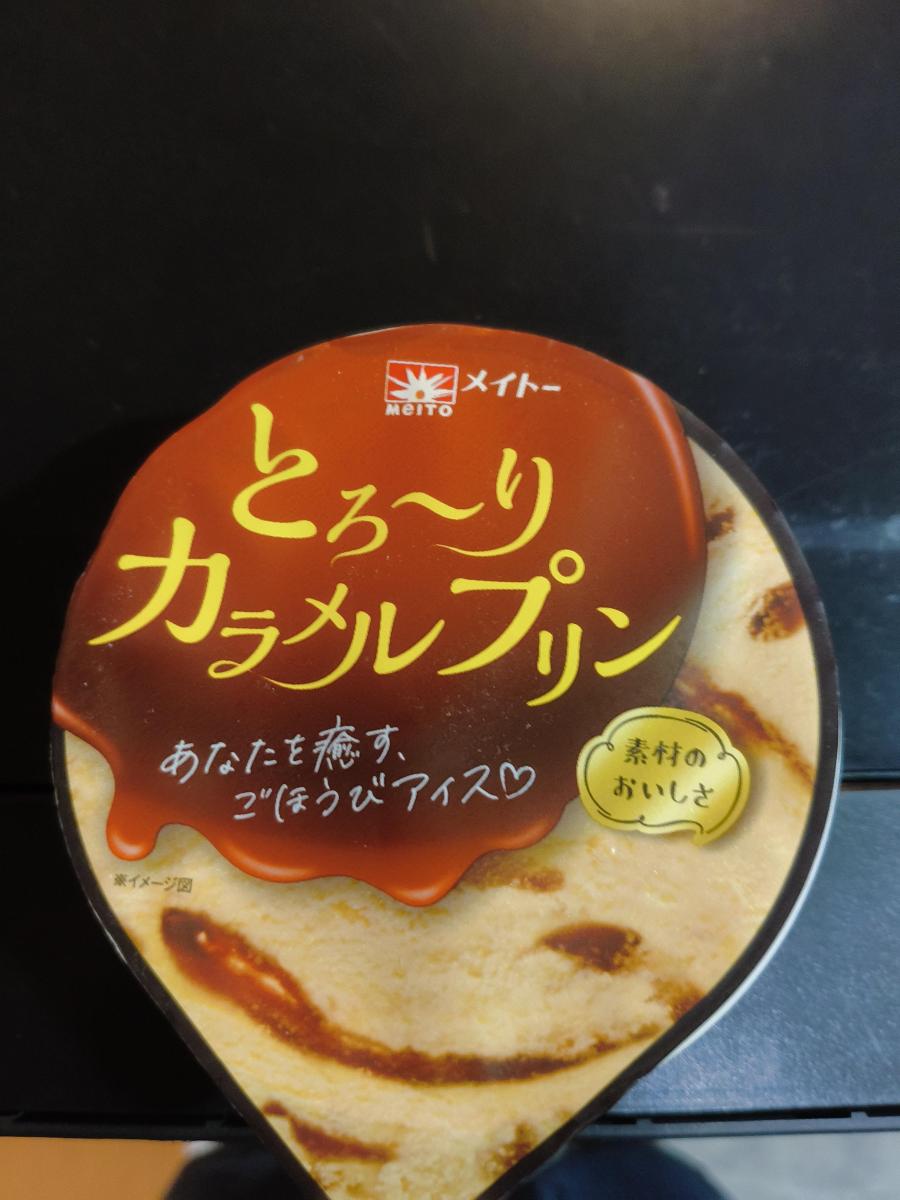 メイトー
MeiTO
とろ～り
カラメルプリン
あなたを癒す、
ごほうびアイス♡
素材の
おいしさ
※イメージ図